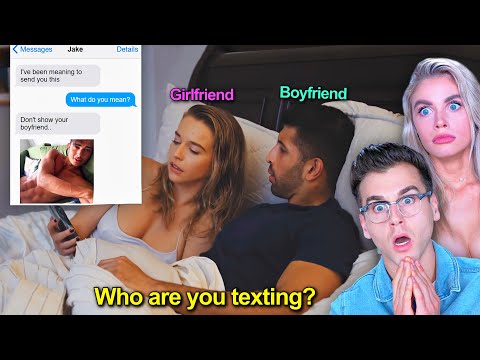 Messages Jake Details
I've been meaning to
send you this
What do you mean?
Don't show your
boyfriend..
Girlfriend
Boyfriend
Who are you texting?